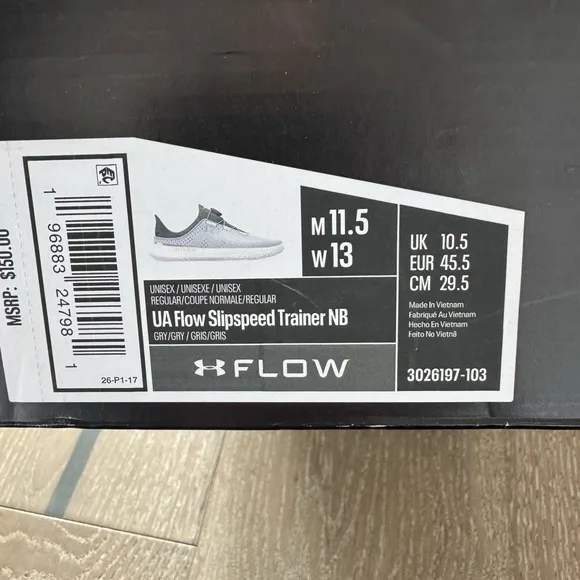 MSRP: $150.00
1 96883 24798 1
26-P1-17
UNISEX / UNISEXE / UNISEX
REGULAR/COUPE NORMALE/REGULAR
UA Flow Slipspeed Trainer NB
GRY/GRY / GRIS/GRIS
FLOW
M 11.5
W 13
UK 10.5
EUR 45.5
CM 29.5
Made In Vietnam
Fabriqué Au Vietnam
Hecho En Vietnam
Feito No Vietnã
3026197-103